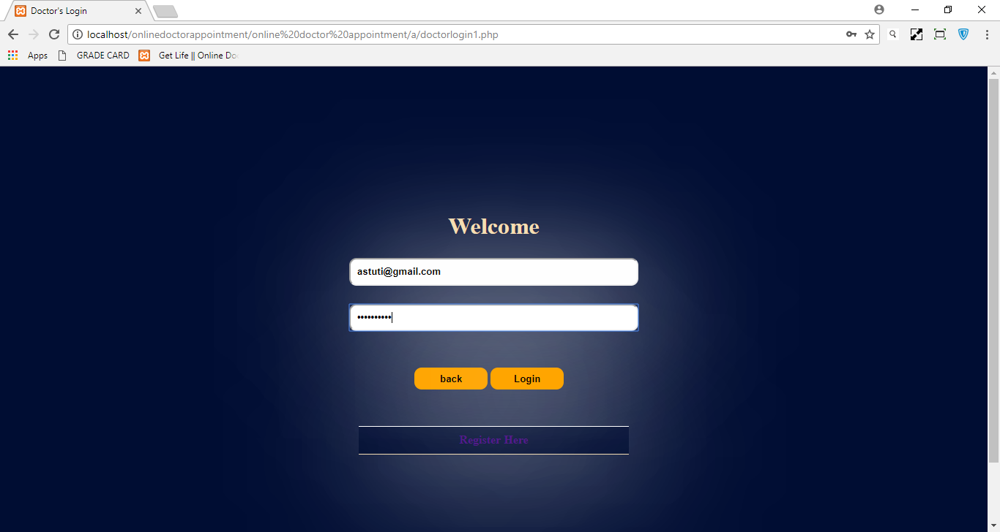 Doctor's Login
localhost/onlinedoctorappointment/online%20doctor%20appointment/a/doctorlogin1.php
Apps GRADE CARD Get Life || Online Do
Welcome
astuti@gmail.com
••••••••••
back Login
Register Here